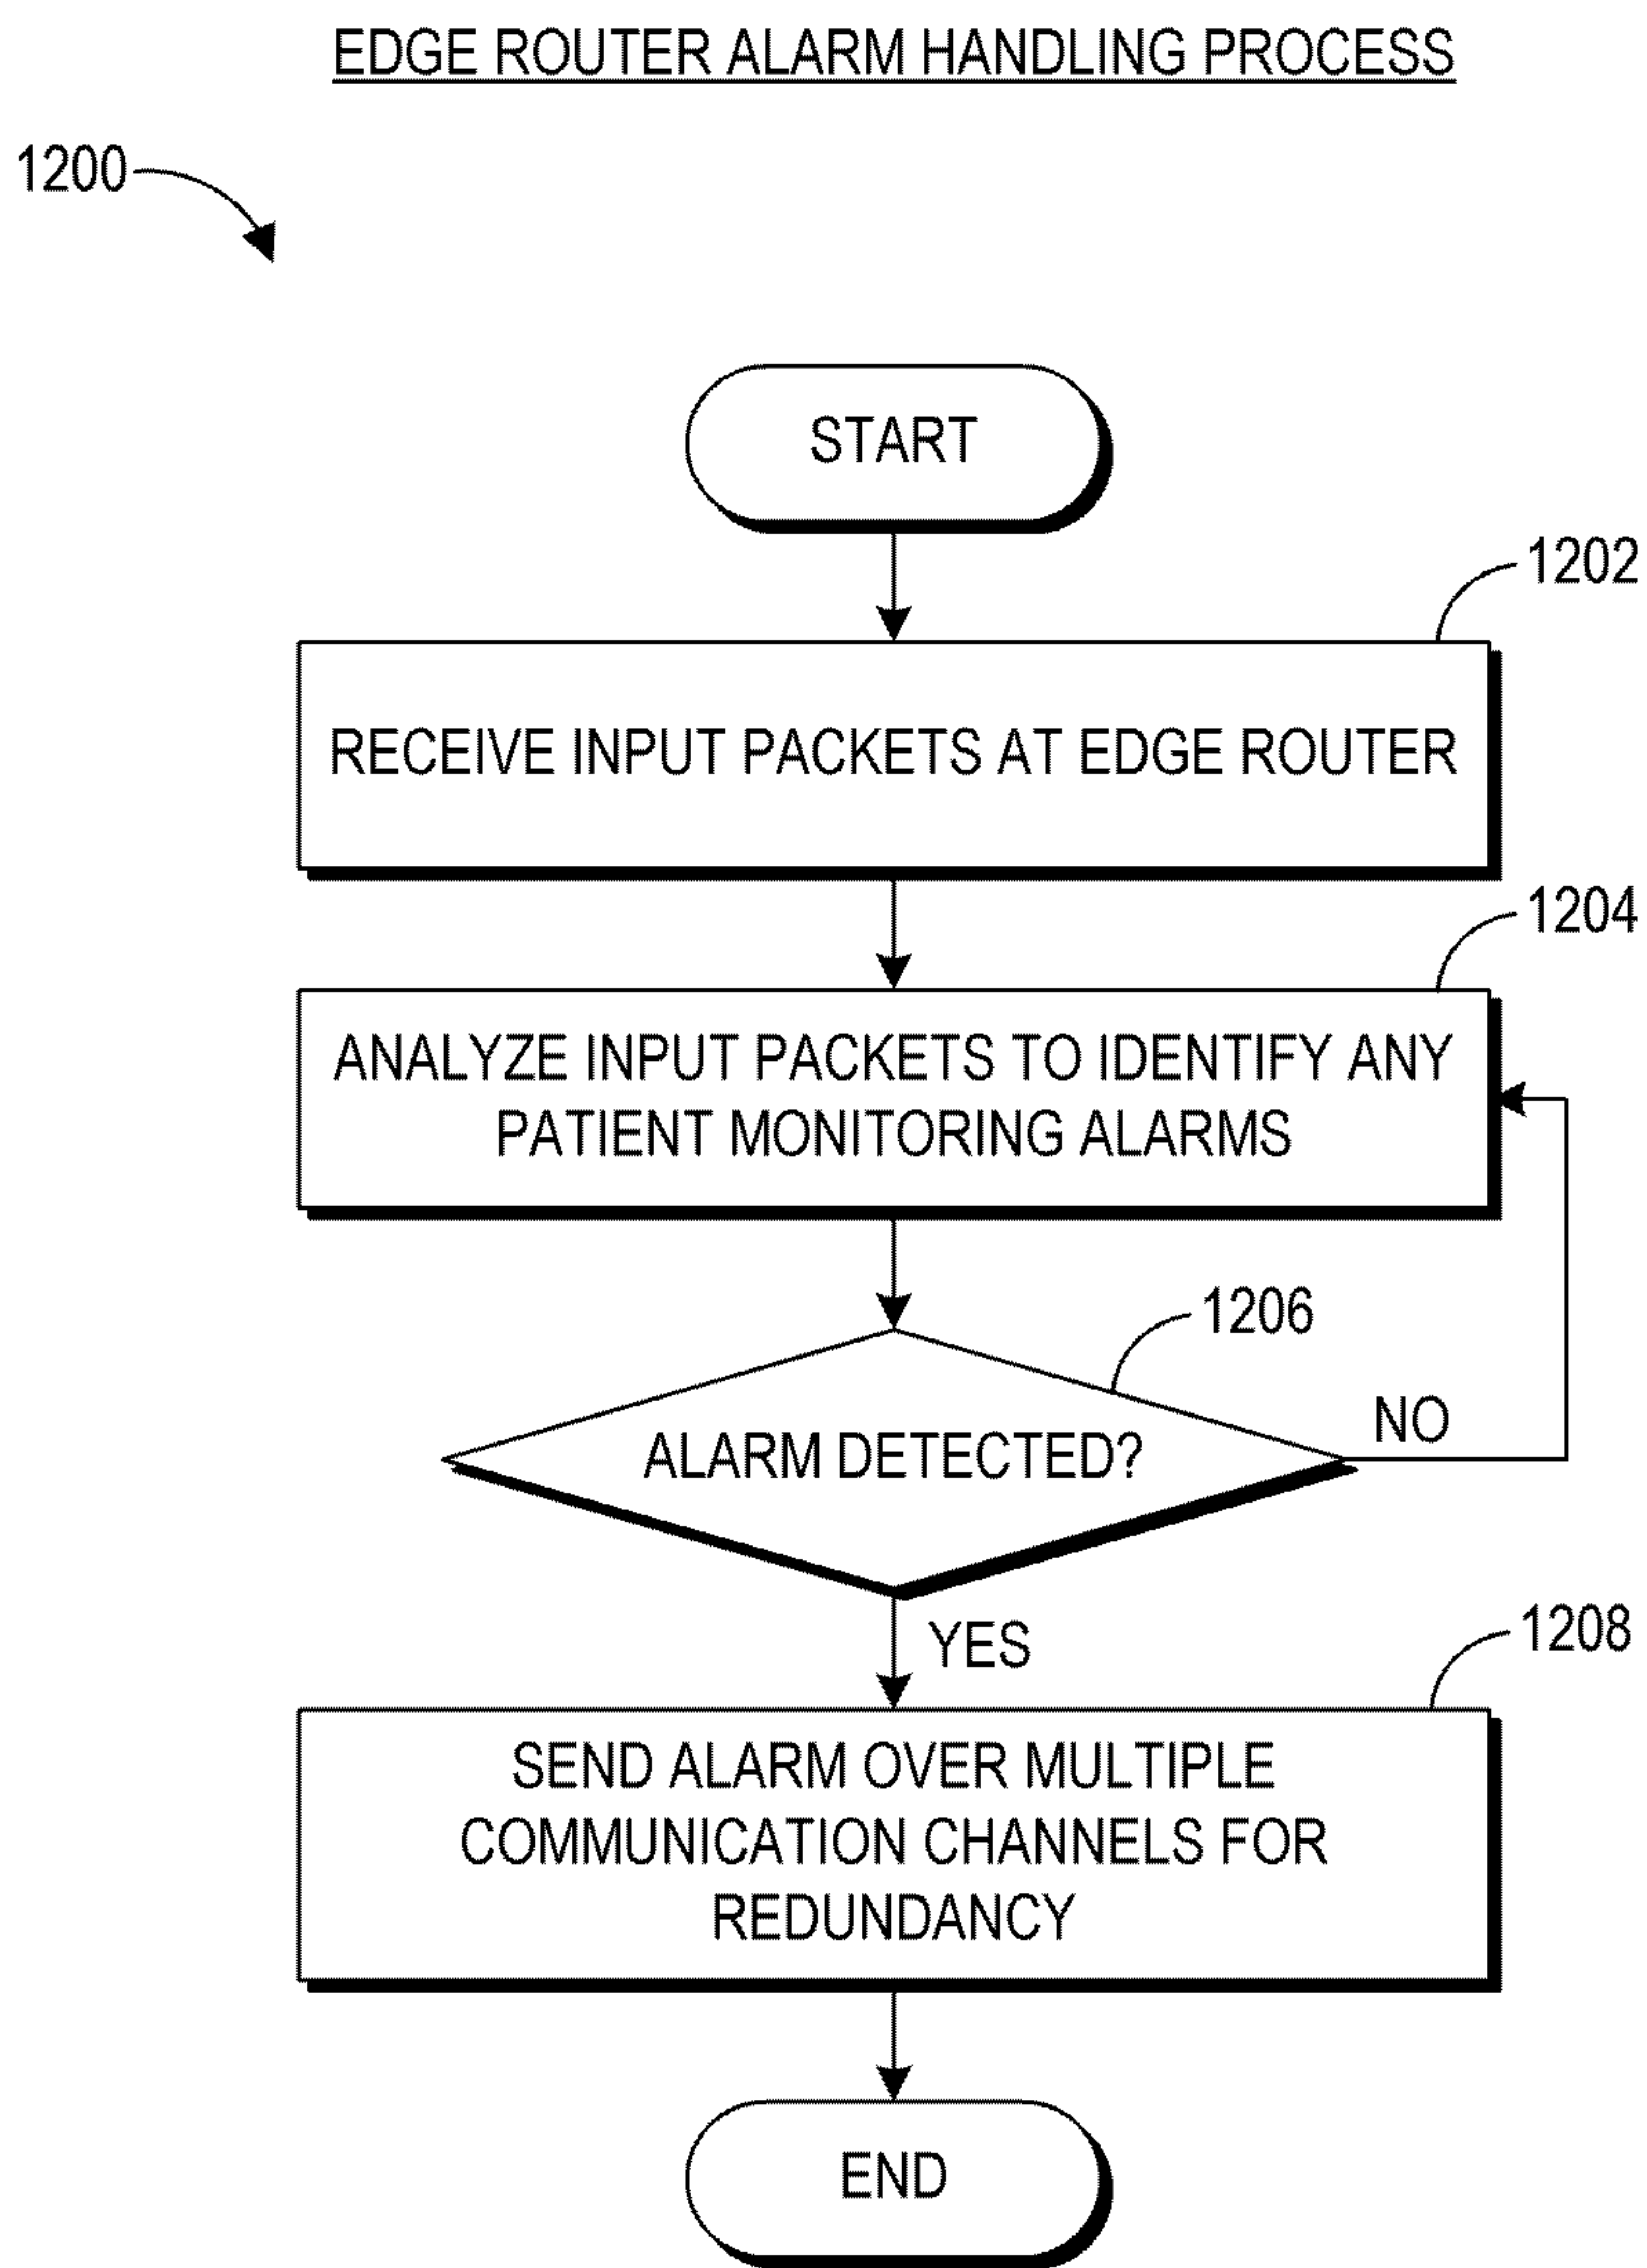 EDGE ROUTER ALARM HANDLING PROCESS
1200
START
1202
RECEIVE INPUT PACKETS AT EDGE ROUTER
1204
ANALYZE INPUT PACKETS TO IDENTIFY ANY
PATIENT MONITORING ALARMS
1206
ALARM DETECTED?
NO
YES
1208
SEND ALARM OVER MULTIPLE
COMMUNICATION CHANNELS FOR
REDUNDANCY
END